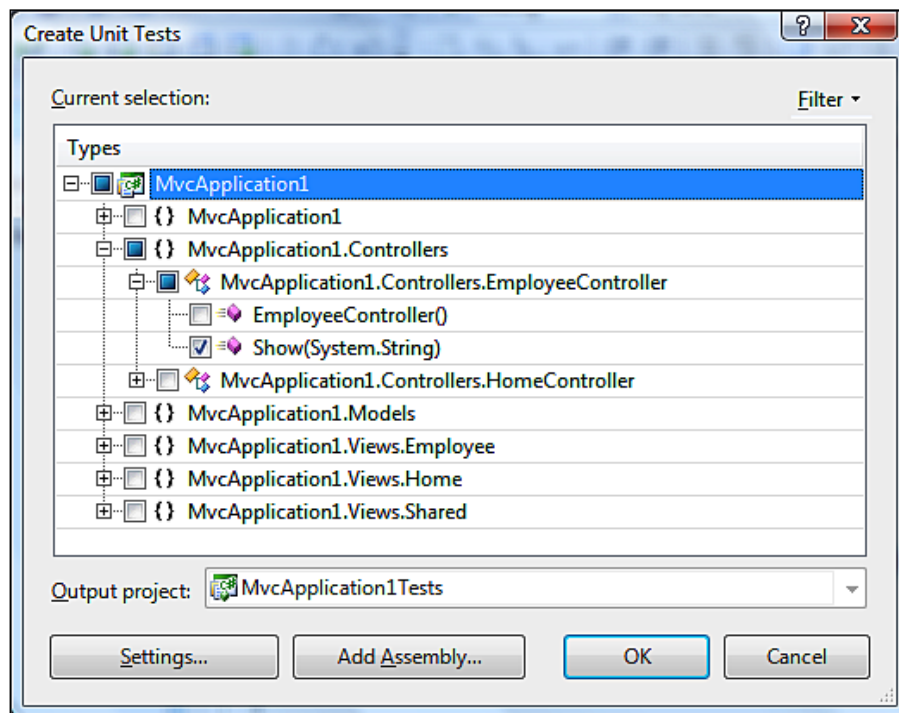 Create Unit Tests
Current selection:
Filter
Types
MvcApplication1
{} MvcApplication1
{} MvcApplication1.Controllers
MvcApplication1.Controllers.EmployeeController
EmployeeController()
Show(System.String)
MvcApplication1.Controllers.HomeController
{} MvcApplication1.Models
{} MvcApplication1.Views.Employee
{} MvcApplication1.Views.Home
{} MvcApplication1.Views.Shared
Output project: MvcApplication1Tests
Settings... Add Assembly... OK Cancel